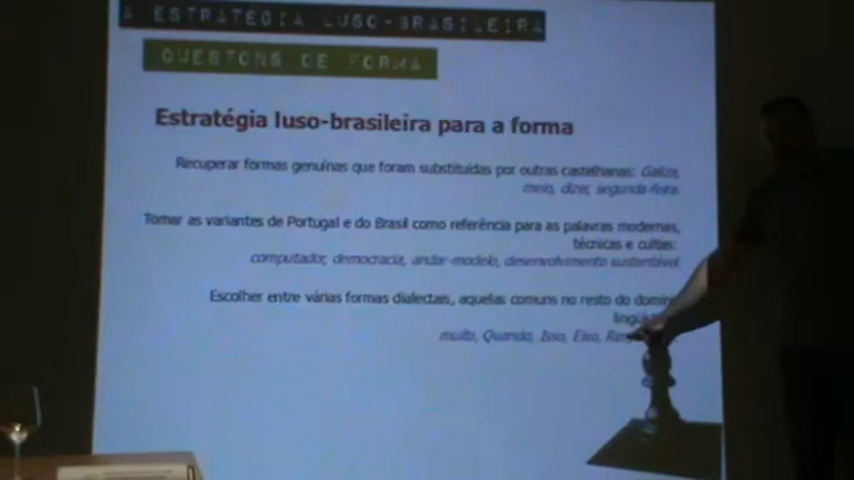 A ESTRATÉGIA LUSO-BRASILEIRA
QUESTONS DE FORMA
Estratégia luso-brasileira para a forma
Recuperar formas genuínas que foram substituídas por outras castelhanas: Galiza,
meio, dizer, segunda-feira.
Tomar as variantes de Portugal e do Brasil como referência para as palavras modernas,
técnicas e cultas:
computador, democracia, andar-modelo, desenvolvimento sustentável
Escolher entre várias formas dialectais, aquelas comuns no resto do
muito, Quando, Isso, Eixo,